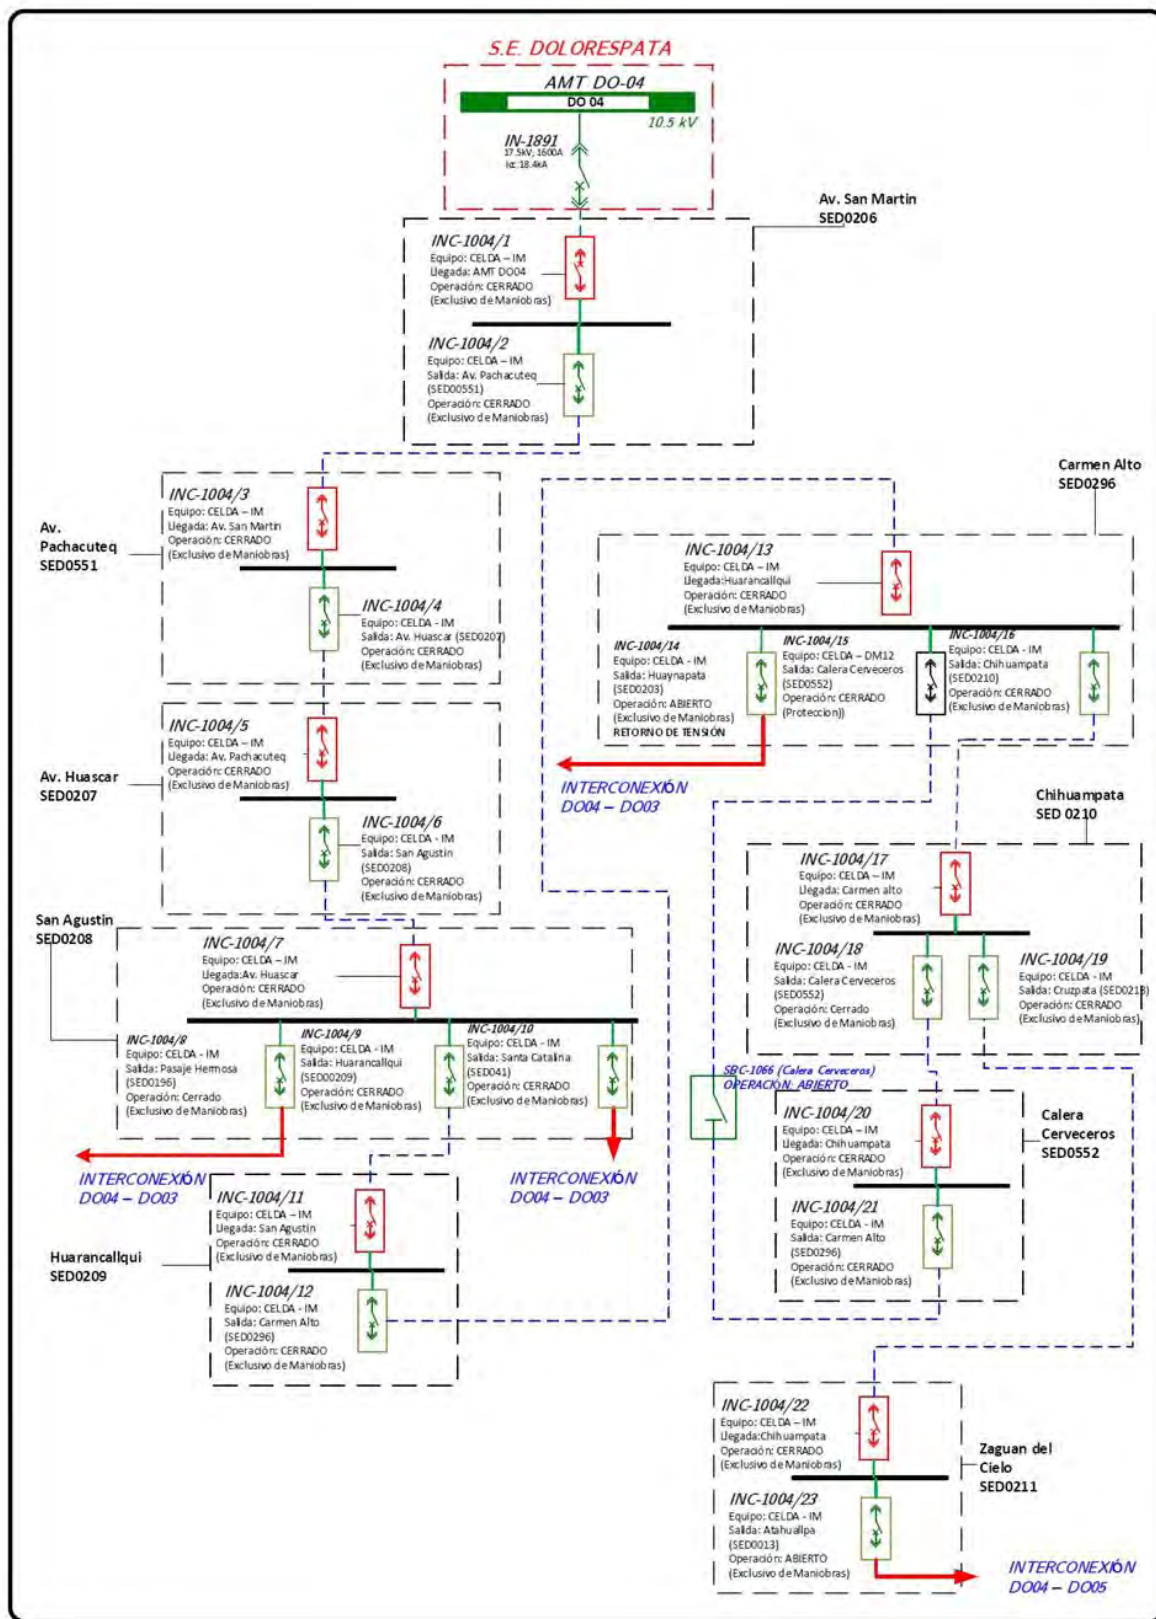 S.E. DOLORESPATA
AMT DO-04
DO 04
10.5 kV
IN-1891
17.5kV, 1600A
Icc: 18.4kA
Av. San Martin
SED0206
INC-1004/1
Equipo: CELDA – IM
Llegada: AMT DO04
Operación: CERRADO
(Exclusivo de Maniobras)
INC-1004/2
Equipo: CELDA – IM
Salida: Av. Pachacuteq
(SED00551)
Operación: CERRADO
(Exclusivo de Maniobras)
Av.
Pachacuteq
SED0551
INC-1004/3
Equipo: CELDA – IM
Llegada: Av. San Martin
Operación: CERRADO
(Exclusivo de Maniobras)
INC-1004/4
Equipo: CELDA - IM
Salida: Av. Huascar (SED0207)
Operación: CERRADO
(Exclusivo de Maniobras)
Av. Huascar
SED0207
INC-1004/5
Equipo: CELDA – IM
Llegada: Av. Pachacuteq
Operación: CERRADO
(Exclusivo de Maniobras)
INC-1004/6
Equipo: CELDA - IM
Salida: San Agustin
(SED0208)
Operación: CERRADO
(Exclusivo de Maniobras)
San Agustin
SED0208
INC-1004/7
Equipo: CELDA – IM
Llegada:Av. Huascar
Operación: CERRADO
(Exclusivo de Maniobras)
INC-1004/8
Equipo: CELDA - IM
Salida: Pasaje Hermosa
(SED0196)
Operación: Cerrado
(Exclusivo de Maniobras)
INC-1004/9
Equipo: CELDA - IM
Salida: Huarancallqui
(SED00209)
Operación: CERRADO
(Exclusivo de Maniobras)
INC-1004/10
Equipo: CELDA - IM
Salida: Santa Catalina
(SED041)
Operación: CERRADO
(Exclusivo de Maniobras)
INTERCONEXIÓN
DO04 – DO03
INTERCONEXIÓN
DO04 – DO03
Huarancallqui
SED0209
INC-1004/11
Equipo: CELDA – IM
Llegada: San Agustin
Operación: CERRADO
(Exclusivo de Maniobras)
INC-1004/12
Equipo: CELDA - IM
Salida: Carmen Alto
(SED0296)
Operación: CERRADO
(Exclusivo de Maniobras)
Carmen Alto
SED0296
INC-1004/13
Equipo: CELDA – IM
Llegada:Huarancallqui
Operación: CERRADO
(Exclusivo de Maniobras)
INC-1004/14
Equipo: CELDA - IM
Salida: Huaynapata
(SED0203)
Operación: ABIERTO
(Exclusivo de Maniobras)
RETORNO DE TENSIÓN
INC-1004/15
Equipo: CELDA – DM12
Salida: Calera Cerveceros
(SED0552)
Operación: CERRADO
(Proteccion))
INC-1004/16
Equipo: CELDA - IM
Salida: Chihuampata
(SED0210)
Operación: CERRADO
(Exclusivo de Maniobras)
INTERCONEXIÓN
DO04 – DO03
Chihuampata
SED 0210
INC-1004/17
Equipo: CELDA – IM
Llegada: Carmen alto
Operación: CERRADO
(Exclusivo de Maniobras)
INC-1004/18
Equipo: CELDA - IM
Salida: Calera Cerveceros
(SED0552)
Operación: Cerrado
(Exclusivo de Maniobras)
INC-1004/19
Equipo: CELDA - IM
Salida: Cruzpata (SED0213)
Operación: CERRADO
(Exclusivo de Maniobras)
SBC-1066 (Calera Cerveceros)
OPERACIÓN: ABIERTO
Calera
Cerveceros
SED0552
INC-1004/20
Equipo: CELDA – IM
Llegada: Chihuampata
Operación: CERRADO
(Exclusivo de Maniobras)
INC-1004/21
Equipo: CELDA - IM
Salida: Carmen Alto
(SED0296)
Operación: CERRADO
(Exclusivo de Maniobras)
INC-1004/22
Equipo: CELDA – IM
Llegada:Chihuampata
Operación: CERRADO
(Exclusivo de Maniobras)
Zaguan del
Cielo
SED0211
INC-1004/23
Equipo: CELDA - IM
Salida: Atahuallpa
(SED0013)
Operación: ABIERTO
(Exclusivo de Maniobras)
INTERCONEXIÓN
DO04 – DO05